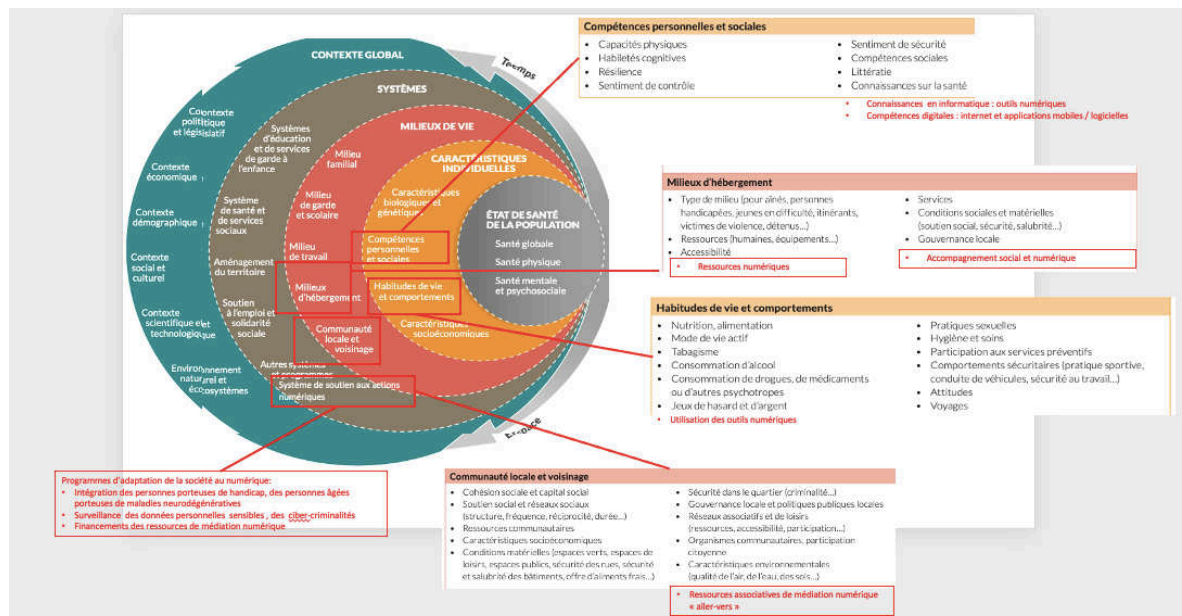 CONTEXTE GLOBAL
Temps
SYSTÈMES
MILIEUX DE VIE
CARACTÉRISTIQUES
INDIVIDUELLES
ÉTAT DE SANTÉ
DE LA POPULATION
Santé globale
Santé physique
Santé mentale
et psychosociale
Contexte
politique
et législatif
Contexte
économique
Contexte
démographique
Contexte
social et
culturel
Contexte
scientifique et
technologique
Environnement
naturel et
écosystèmes
Systèmes
d'éducation
et de services
de garde à
l'enfance
Système
de santé et
de services
sociaux
Aménagement
du territoire
Soutien
à l'emploi et
solidarité
sociale
Autres systèmes
et programmes
Système de soutien aux actions
numériques
Milieu
familial
Milieu
de garde
et scolaire
Milieu
de travail
Milieux
d'hébergement
Communauté
locale et
voisinage
Caractéristiques
biologiques et
génétiques
Compétences
personnelles
et sociales
Habitudes de vie
et comportements
Caractéristiques
socioéconomiques
Espace
Compétences personnelles et sociales
• Capacités physiques
• Habiletés cognitives
• Résilience
• Sentiment de contrôle
• Sentiment de sécurité
• Compétences sociales
• Littératie
• Connaissances sur la santé
• Connaissances en informatique : outils numériques
• Compétences digitales : internet et applications mobiles / logicielles
Milieux d'hébergement
• Type de milieu (pour aînés, personnes
handicapées, jeunes en difficulté, itinérants,
victimes de violence, détenus...)
• Ressources (humaines, équipements...)
• Accessibilité
• Ressources numériques
• Services
• Conditions sociales et matérielles
(soutien social, sécurité, salubrité...)
• Gouvernance locale
• Accompagnement social et numérique
Habitudes de vie et comportements
• Nutrition, alimentation
• Mode de vie actif
• Tabagisme
• Consommation d'alcool
• Consommation de drogues, de médicaments
ou d'autres psychotropes
• Jeux de hasard et d'argent
• Utilisation des outils numériques
• Pratiques sexuelles
• Hygiène et soins
• Participation aux services préventifs
• Comportements sécuritaires (pratique sportive,
conduite de véhicules, sécurité au travail...)
• Attitudes
• Voyages
Programmes d'adaptation de la société au numérique:
• Intégration des personnes porteuses de handicap, des personnes âgées
porteuses de maladies neurodégénératives
• Surveillance des données personnelles sensibles , des ciber-criminalités
• Financements des ressources de médiation numérique
Communauté locale et voisinage
• Cohésion sociale et capital social
• Soutien social et réseaux sociaux
(structure, fréquence, réciprocité, durée...)
• Ressources communautaires
• Caractéristiques socioéconomiques
• Conditions matérielles (espaces verts, espaces de
loisirs, espaces publics, sécurité des rues, sécurité
et salubrité des bâtiments, offre d'aliments frais...)
• Sécurité dans le quartier (criminalité...)
• Gouvernance locale et politiques publiques locales
• Réseaux associatifs et de loisirs
(ressources, accessibilité, participation...)
• Organismes communautaires, participation
citoyenne
• Caractéristiques environnementales
(qualité de l'air, de l'eau, des sols...)
• Ressources associatives de médiation numérique
« aller-vers »